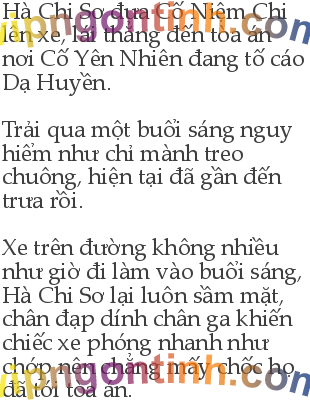 Hà Chi Sơ đưa Cố Niệm Chi
lên xe, lái thẳng đến toà án
nơi Cố Yên Nhiên đang tố cáo
Dạ Huyền.
Trải qua một buổi sáng nguy
hiểm như chỉ mành treo
chuông, hiện tại đã gần đến
trưa rồi.
Xe trên đường không nhiều
như giờ đi làm vào buổi sáng,
Hà Chi Sơ lại luôn sầm mặt,
chân đạp dính chân ga khiến
chiếc xe phóng nhanh như
chớp nên chẳng mấy chốc họ
đã tới toà án.
vipngontinh.com
vipngontinh.com